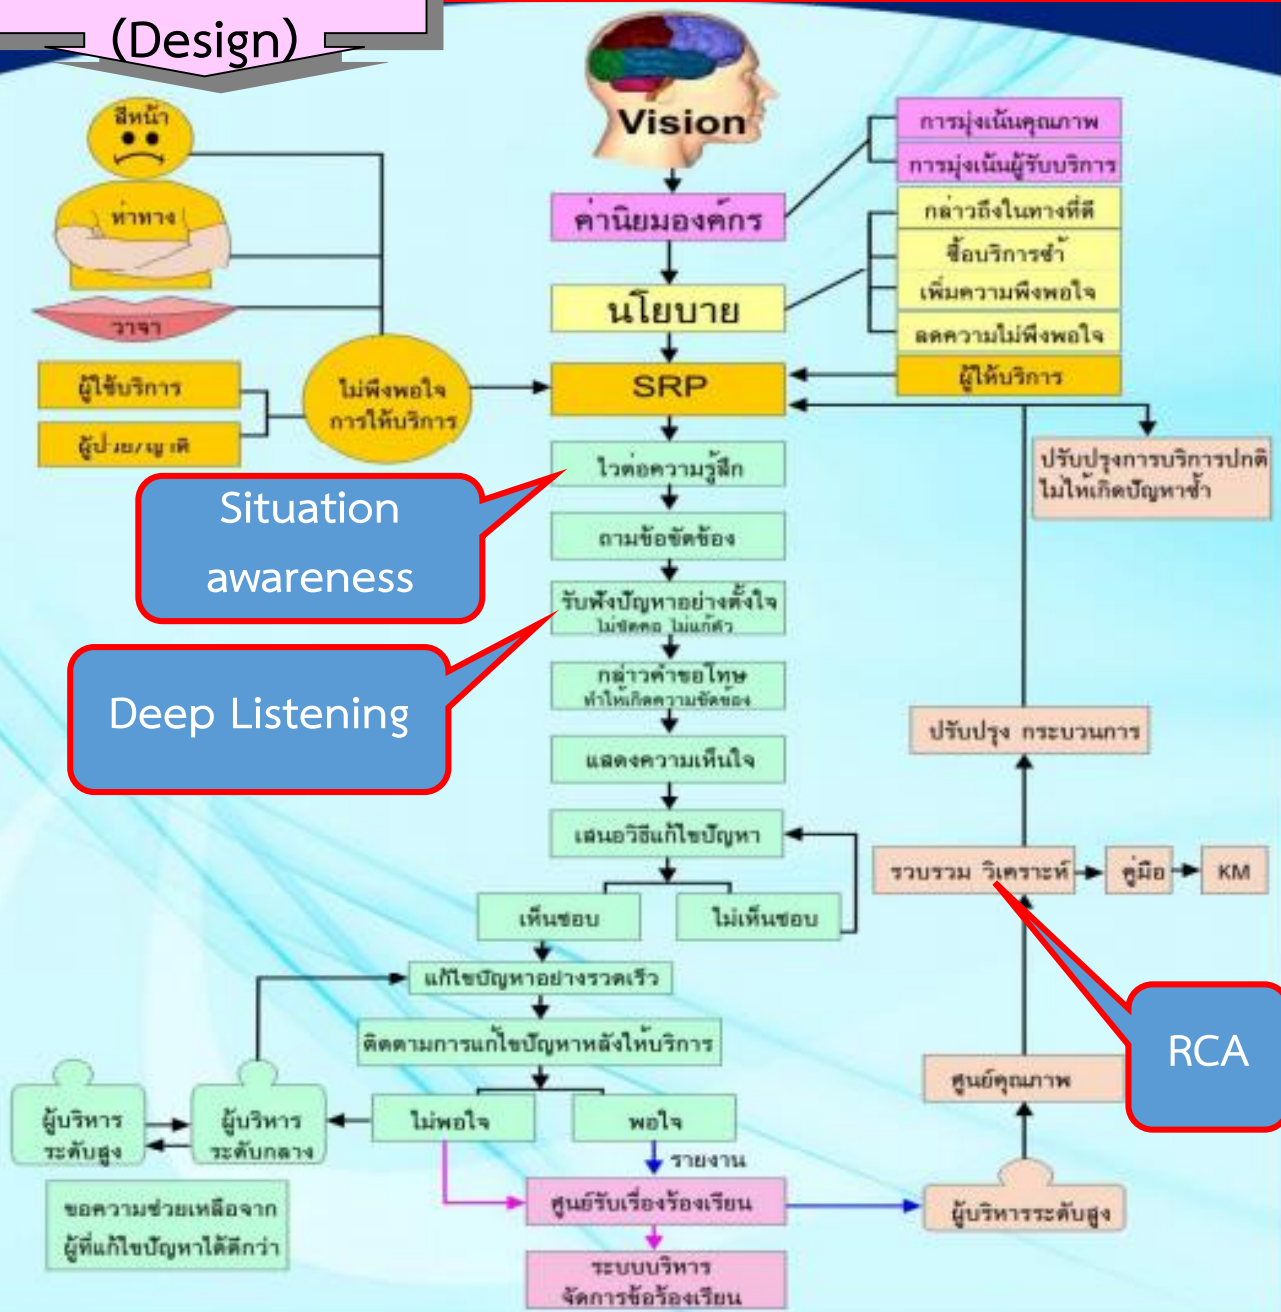 (Design)
Vision
สีหน้า
ท่าทาง
วาจา
ผู้ใช้บริการ
ผู้ป่วย/ญาติ
ไม่พึงพอใจ
การให้บริการ
ค่านิยมองค์กร
การมุ่งเน้นคุณภาพ
การมุ่งเน้นผู้รับบริการ
นโยบาย
กล่าวถึงในทางที่ดี
ซื้อบริการซ้ำ
เพิ่มความพึงพอใจ
ลดความไม่พึงพอใจ
SRP
ผู้ให้บริการ
ปรับปรุงการบริการปกติ
ไม่ให้เกิดปัญหาซ้ำ
ไวต่อความรู้สึก
Situation
awareness
ถามข้อขัดข้อง
รับฟังปัญหาอย่างตั้งใจ
ไม่ขัดคอ ไม่แก้ตัว
Deep Listening
กล่าวคำขอโทษ
ทำให้เกิดความขัดข้อง
แสดงความเห็นใจ
เสนอวิธีแก้ไขปัญหา
เห็นชอบ
ไม่เห็นชอบ
แก้ไขปัญหาอย่างรวดเร็ว
ติดตามการแก้ไขปัญหาหลังให้บริการ
ไม่พอใจ
พอใจ
ผู้บริหาร
ระดับสูง
ผู้บริหาร
ระดับกลาง
ขอความช่วยเหลือจาก
ผู้ที่แก้ไขปัญหาได้ดีกว่า
รายงาน
ศูนย์รับเรื่องร้องเรียน
ระบบบริหาร
จัดการข้อร้องเรียน
ปรับปรุง กระบวนการ
รวบรวม วิเคราะห์
คู่มือ
KM
RCA
ศูนย์คุณภาพ
ผู้บริหารระดับสูง